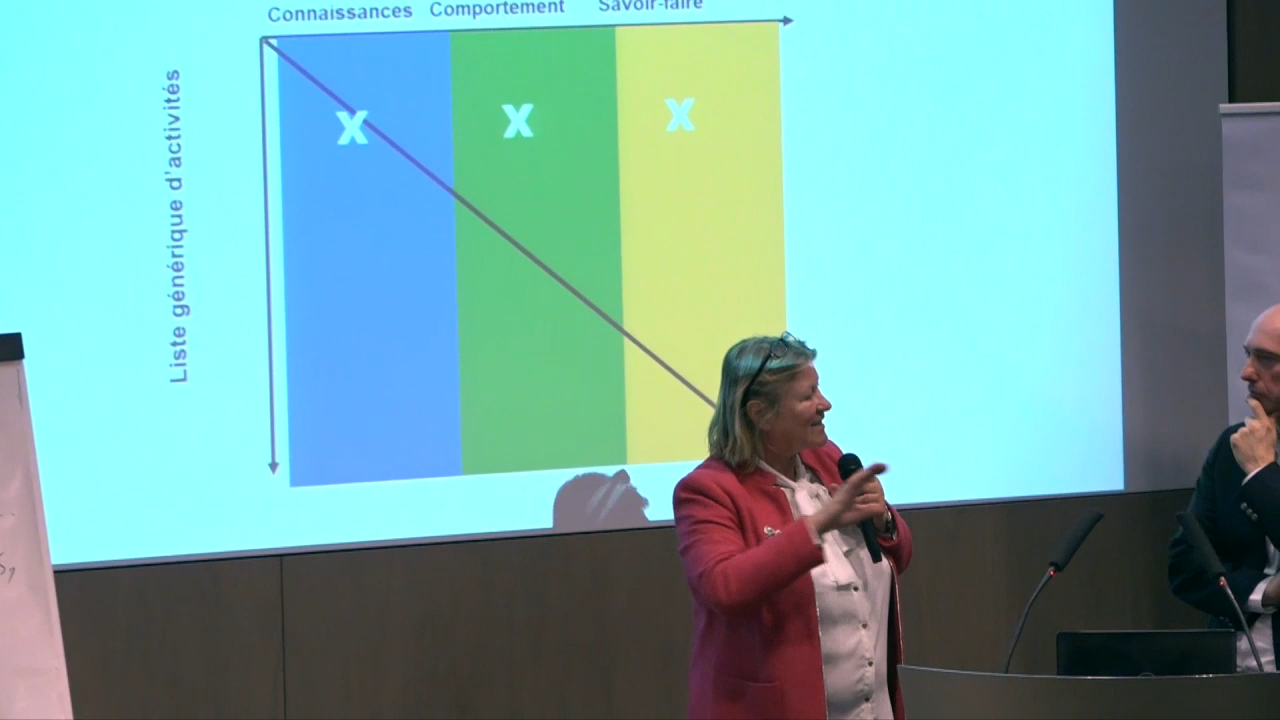 Connaissances Comportement Savoir-faire
Liste générique d'activités
X X X